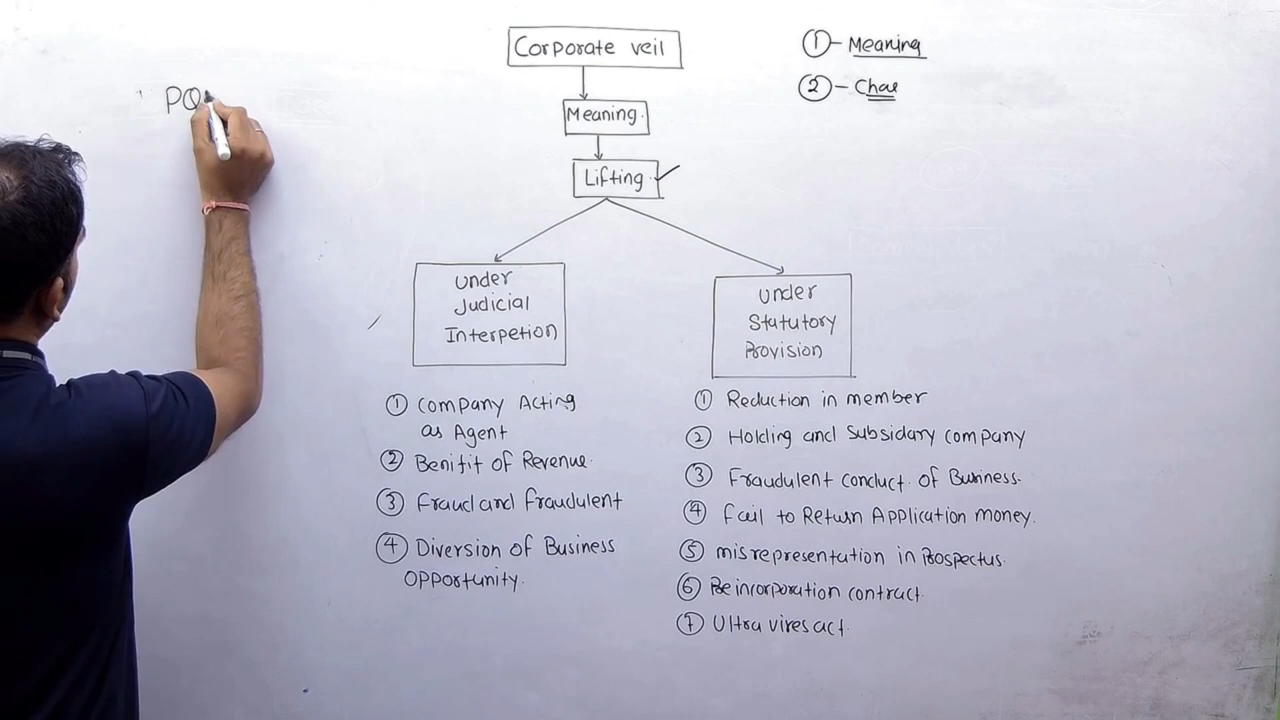 PQ
Corporate veil
Meaning.
Lifting
① - Meaning
② - Char
Under
Judicial
Interpetion
Under
Statutory
Provision
① Company Acting
as Agent
② Benifit of Revenue.
③ Fraud and fraudulent
④ Diversion of Business
Opportunity.
① Reduction in member
② Holding and Subsidary company
③ Fraudulent conduct of Business.
④ Fail to Return Application money.
⑤ misrepresentation in Prospectus.
⑥ Preincorporation contract.
⑦ Ultra vires act.